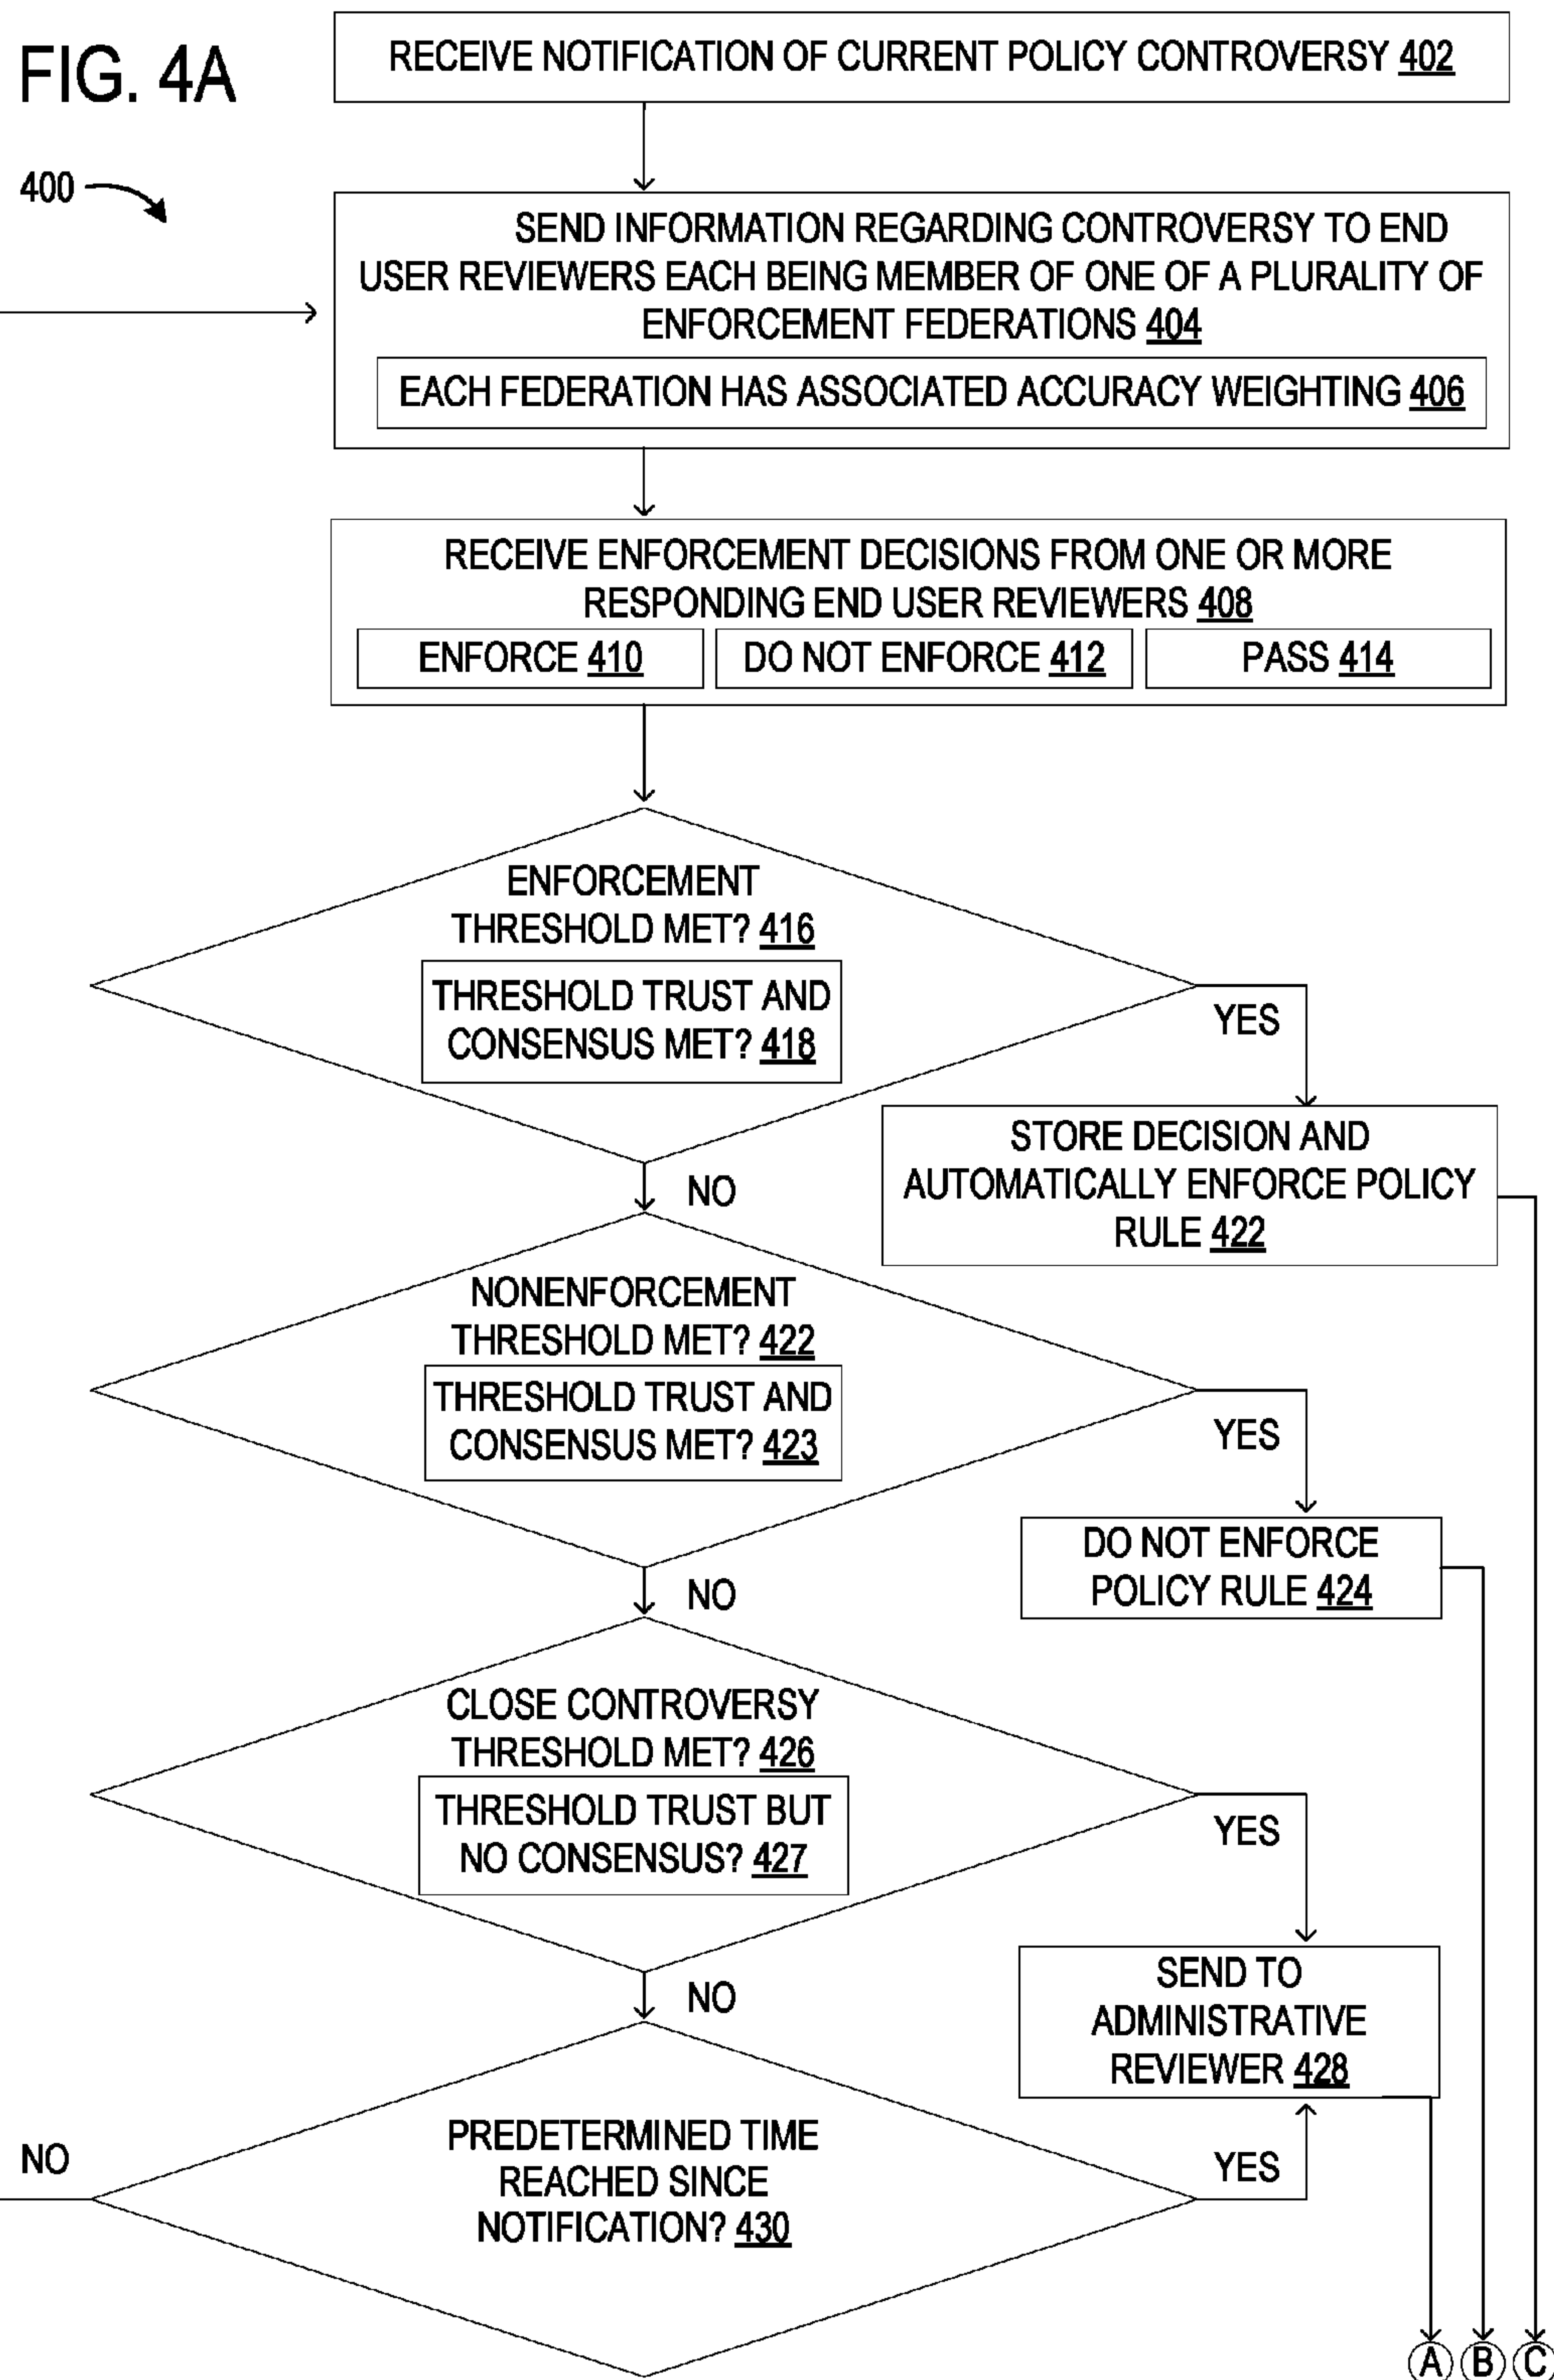 FIG. 4A
400
RECEIVE NOTIFICATION OF CURRENT POLICY CONTROVERSY 402
SEND INFORMATION REGARDING CONTROVERSY TO END
USER REVIEWERS EACH BEING MEMBER OF ONE OF A PLURALITY OF
ENFORCEMENT FEDERATIONS 404
EACH FEDERATION HAS ASSOCIATED ACCURACY WEIGHTING 406
RECEIVE ENFORCEMENT DECISIONS FROM ONE OR MORE
RESPONDING END USER REVIEWERS 408
ENFORCE 410
DO NOT ENFORCE 412
PASS 414
ENFORCEMENT
THRESHOLD MET? 416
THRESHOLD TRUST AND
CONSENSUS MET? 418
YES
STORE DECISION AND
AUTOMATICALLY ENFORCE POLICY
RULE 422
NO
NONENFORCEMENT
THRESHOLD MET? 422
THRESHOLD TRUST AND
CONSENSUS MET? 423
YES
DO NOT ENFORCE
POLICY RULE 424
NO
CLOSE CONTROVERSY
THRESHOLD MET? 426
THRESHOLD TRUST BUT
NO CONSENSUS? 427
YES
SEND TO
ADMINISTRATIVE
REVIEWER 428
NO
PREDETERMINED TIME
REACHED SINCE
NOTIFICATION? 430
YES
NO
A
B
C